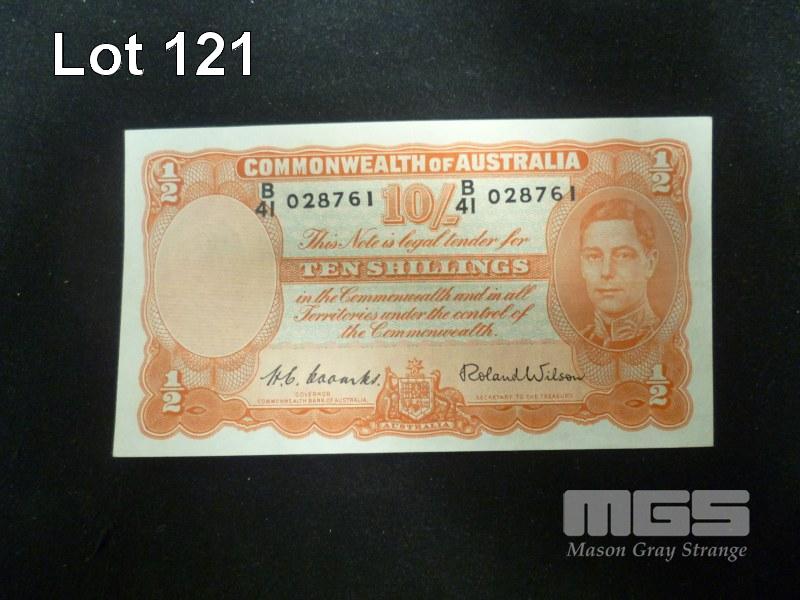 Lot 121
½ COMMONWEALTH OF AUSTRALIA ½
B/41 028761 10/- B/41 028761
This Note is legal tender for
TEN SHILLINGS
in the Commonwealth and in all
Territories under the control of
the Commonwealth.
H. C. Coombs. Roland Wilson
GOVERNOR SECRETARY TO THE TREASURY
COMMONWEALTH BANK OF AUSTRALIA.
½ ½
AUSTRALIA
MGS
Mason Gray Strange